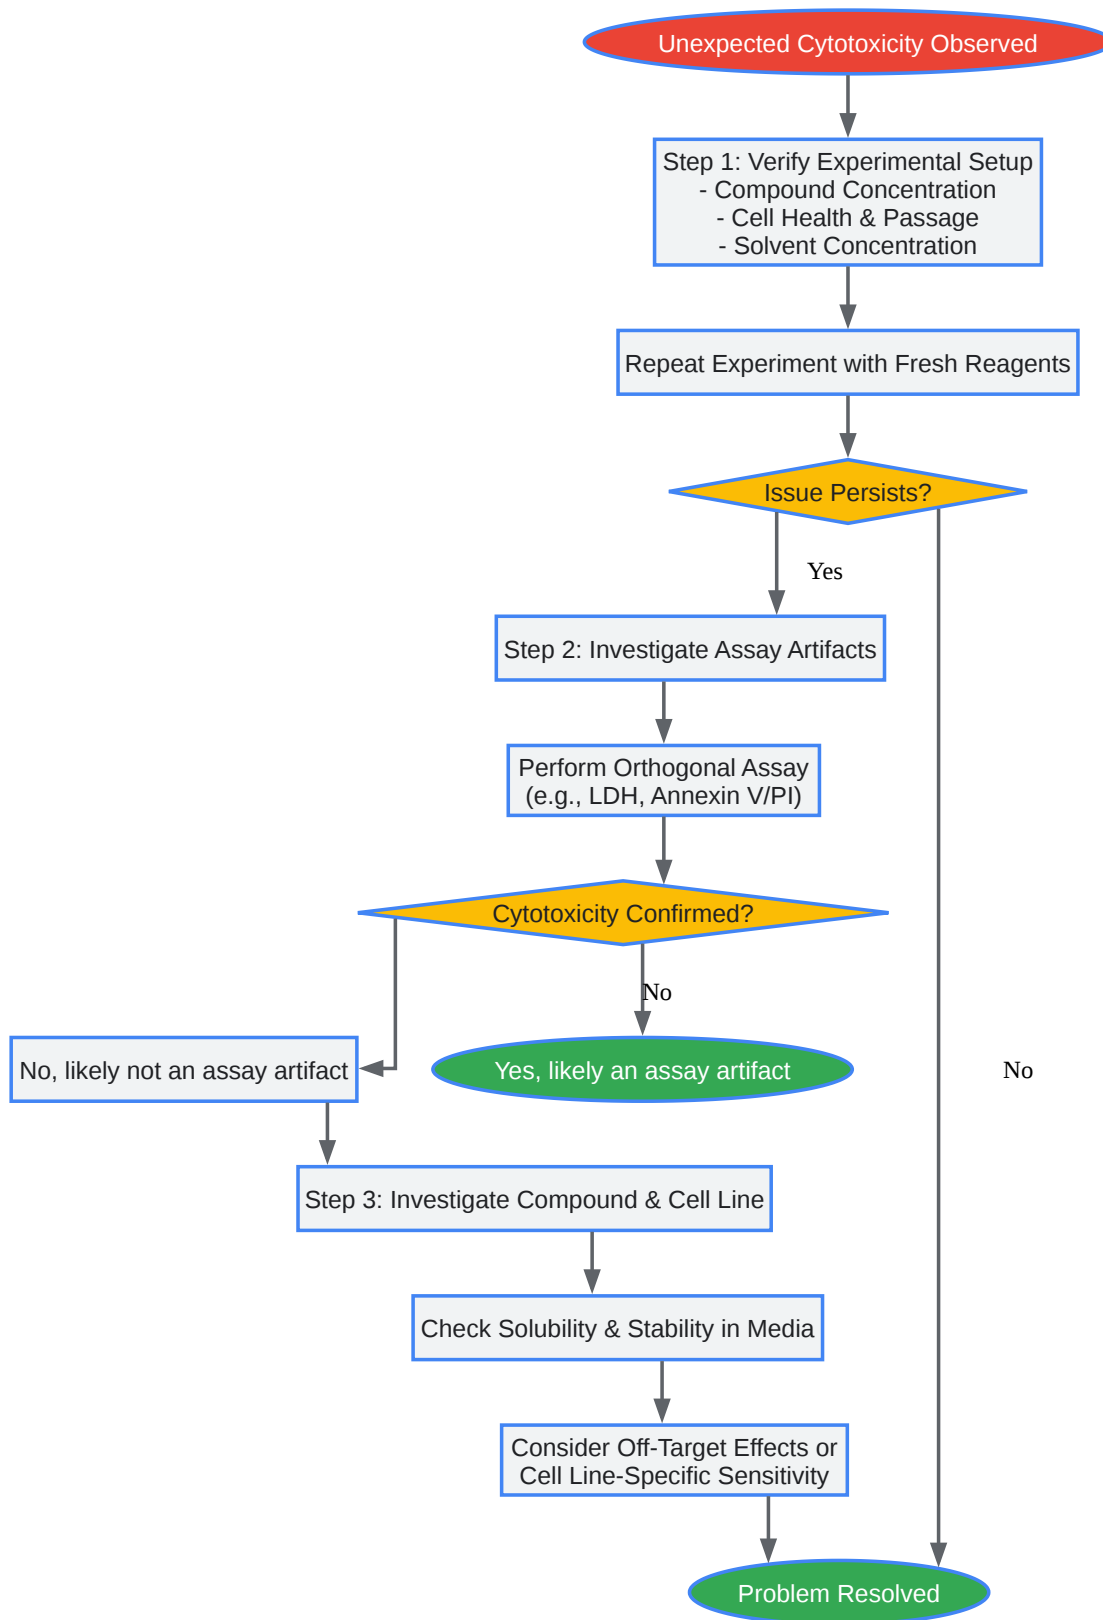 Unexpected Cytotoxicity Observed
Step 1: Verify Experimental Setup
- Compound Concentration
- Cell Health & Passage
- Solvent Concentration
Repeat Experiment with Fresh Reagents
Issue Persists?
Yes
Step 2: Investigate Assay Artifacts
Perform Orthogonal Assay
(e.g., LDH, Annexin V/PI)
Cytotoxicity Confirmed?
No
No, likely not an assay artifact
Yes, likely an assay artifact
No
Step 3: Investigate Compound & Cell Line
Check Solubility & Stability in Media
Consider Off-Target Effects or
Cell Line-Specific Sensitivity
Problem Resolved